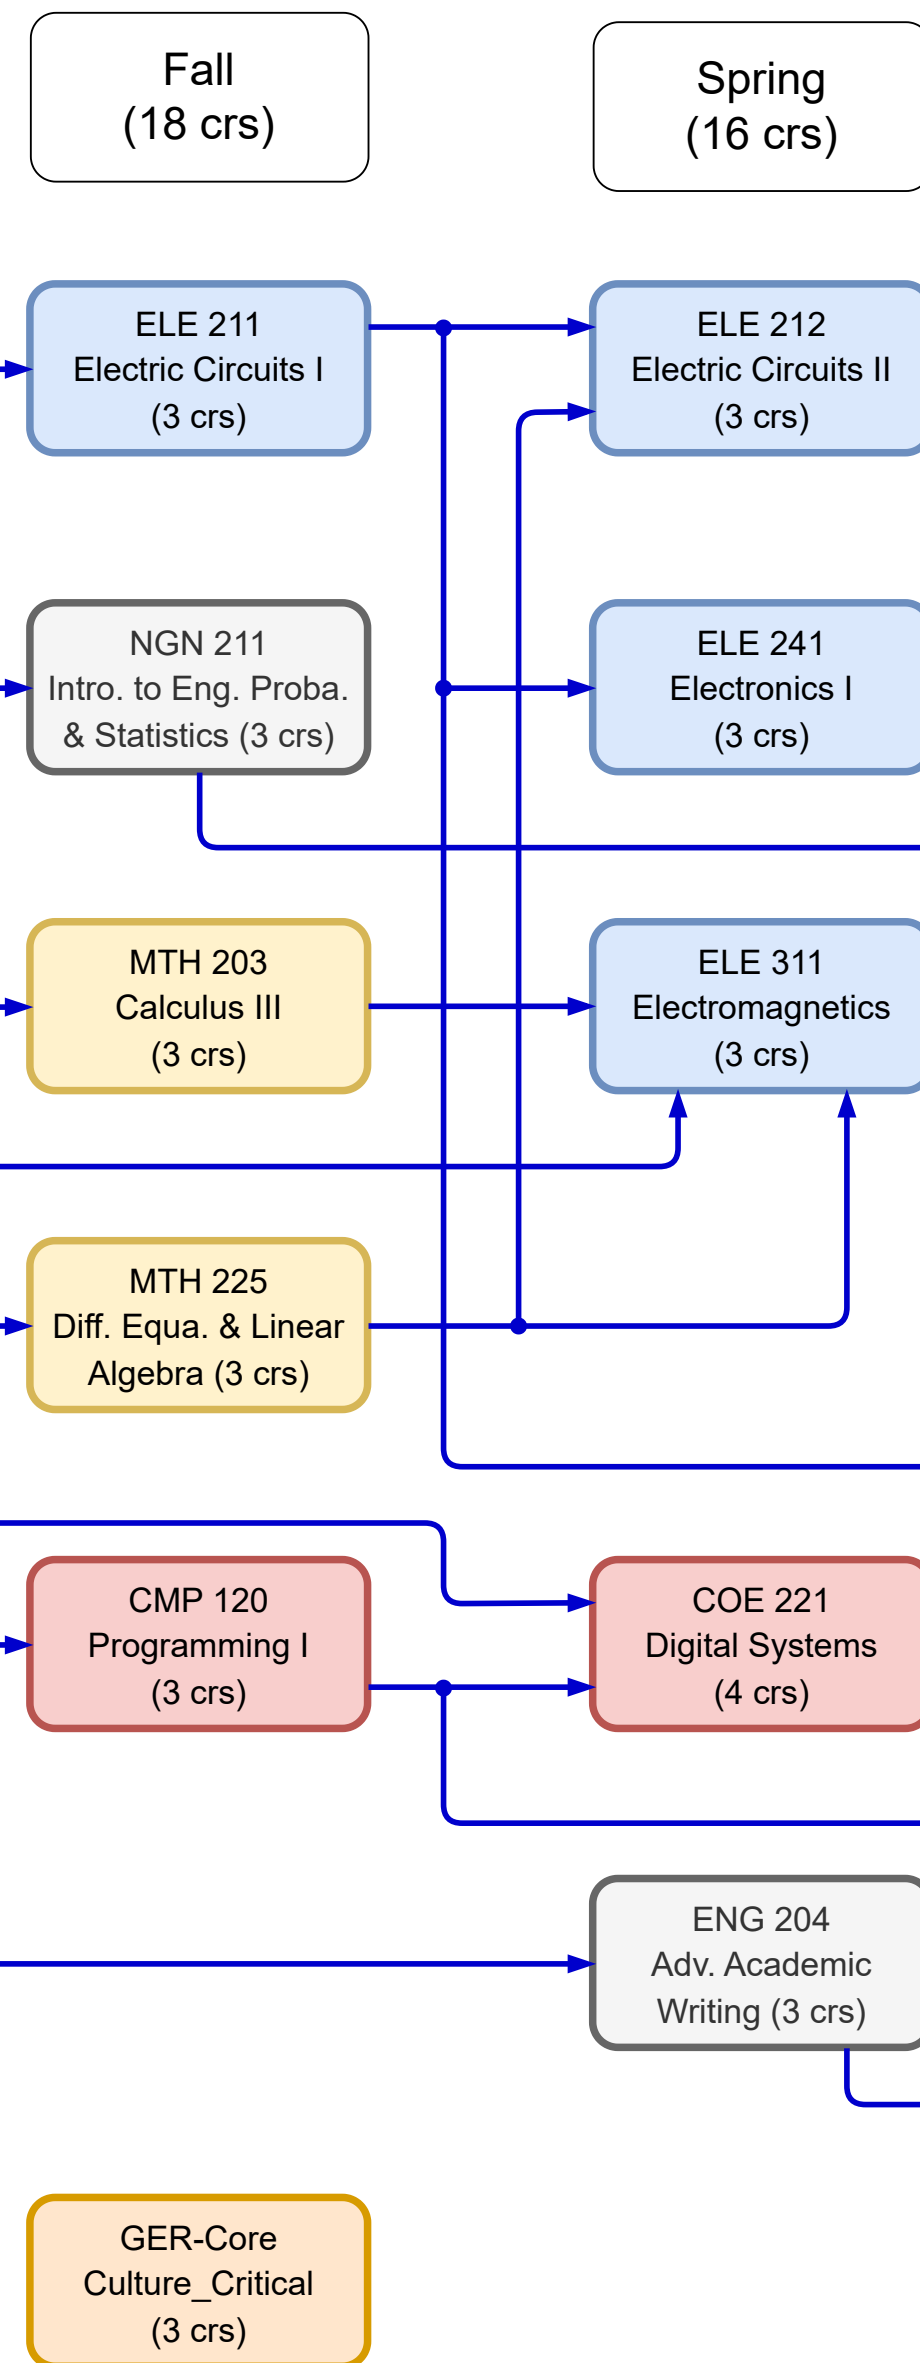 Fall
(18 crs)
Spring
(16 crs)
ELE 211
Electric Circuits I
(3 crs)
ELE 212
Electric Circuits II
(3 crs)
NGN 211
Intro. to Eng. Proba.
& Statistics (3 crs)
ELE 241
Electronics I
(3 crs)
MTH 203
Calculus III
(3 crs)
ELE 311
Electromagnetics
(3 crs)
MTH 225
Diff. Equa. & Linear
Algebra (3 crs)
CMP 120
Programming I
(3 crs)
COE 221
Digital Systems
(4 crs)
ENG 204
Adv. Academic
Writing (3 crs)
GER-Core
Culture_Critical
(3 crs)